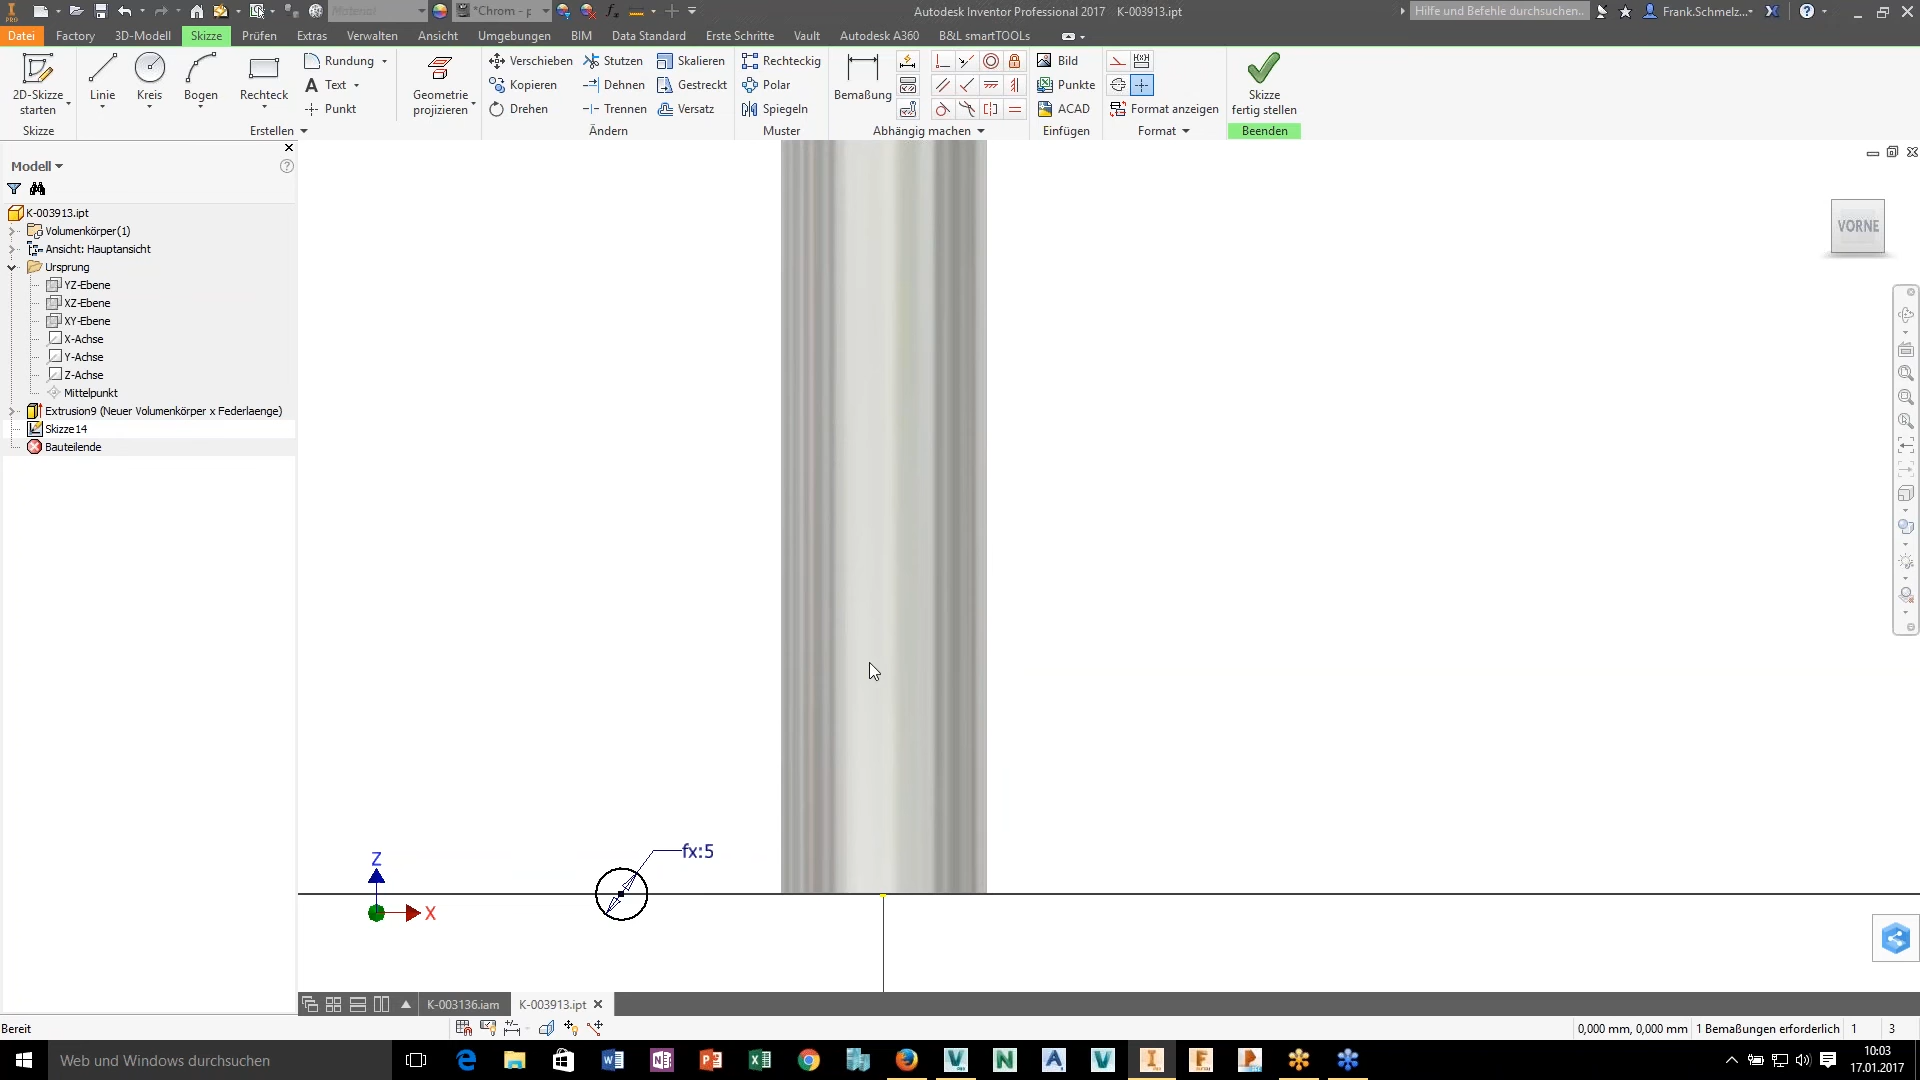 PRO
Material
*Chrom - p
Autodesk Inventor Professional 2017 K-003913.ipt
Hilfe und Befehle durchsuchen...
Frank.Schmelz...
Datei Factory 3D-Modell Skizze Prüfen Extras Verwalten Ansicht Umgebungen BIM Data Standard Erste Schritte Vault Autodesk A360 B&L smartTOOLs
2D-Skizze starten
Linie
Kreis
Bogen
Rechteck
Rundung
Text
Punkt
Geometrie projizieren
Verschieben
Kopieren
Drehen
Stutzen
Dehnen
Trennen
Skalieren
Gestreckt
Versatz
Rechteckig
Polar
Spiegeln
Bemaßung
Bild
Punkte
ACAD
Format anzeigen
Skizze
fertig stellen
Skizze Erstellen Ändern Muster Abhängig machen Einfügen Format Beenden
Modell
K-003913.ipt
Volumenkörper(1)
Ansicht: Hauptansicht
Ursprung
YZ-Ebene
XZ-Ebene
XY-Ebene
X-Achse
Y-Achse
Z-Achse
Mittelpunkt
Extrusion9 (Neuer Volumenkörper x Federlaenge)
Skizze14
Bauteilende
VORNE
fx:5
Z
X
K-003136.iam K-003913.ipt
Bereit
0,000 mm, 0,000 mm 1 Bemaßungen erforderlich 1 3
Web und Windows durchsuchen
10:03
17.01.2017